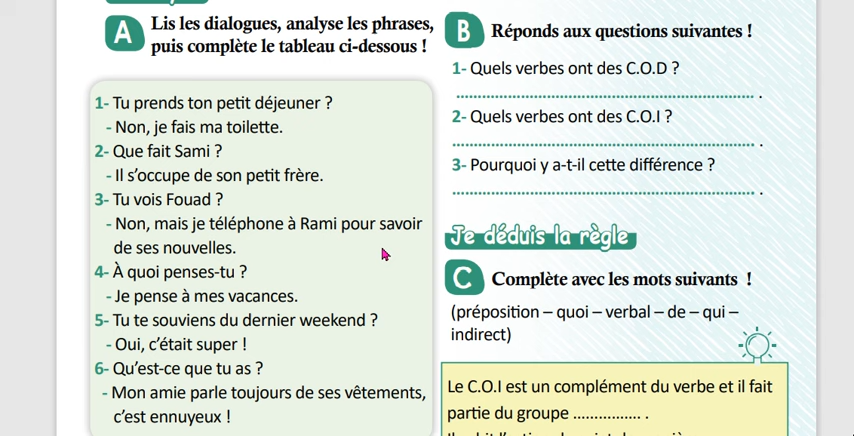 A
Lis les dialogues, analyse les phrases,
puis complète le tableau ci-dessous !
1- Tu prends ton petit déjeuner ?
- Non, je fais ma toilette.
2- Que fait Sami ?
- Il s'occupe de son petit frère.
3- Tu vois Fouad ?
- Non, mais je téléphone à Rami pour savoir
de ses nouvelles.
4- À quoi penses-tu ?
- Je pense à mes vacances.
5- Tu te souviens du dernier weekend ?
- Oui, c'était super !
6- Qu'est-ce que tu as ?
- Mon amie parle toujours de ses vêtements,
c'est ennuyeux !
B
Réponds aux questions suivantes !
1- Quels verbes ont des C.O.D ?
.................................................................. .
2- Quels verbes ont des C.O.I ?
.................................................................. .
3- Pourquoi y a-t-il cette différence ?
.................................................................. .
Je déduis la règle
C
Complète avec les mots suivants !
(préposition – quoi – verbal – de – qui –
indirect)
Le C.O.I est un complément du verbe et il fait
partie du groupe ................ .